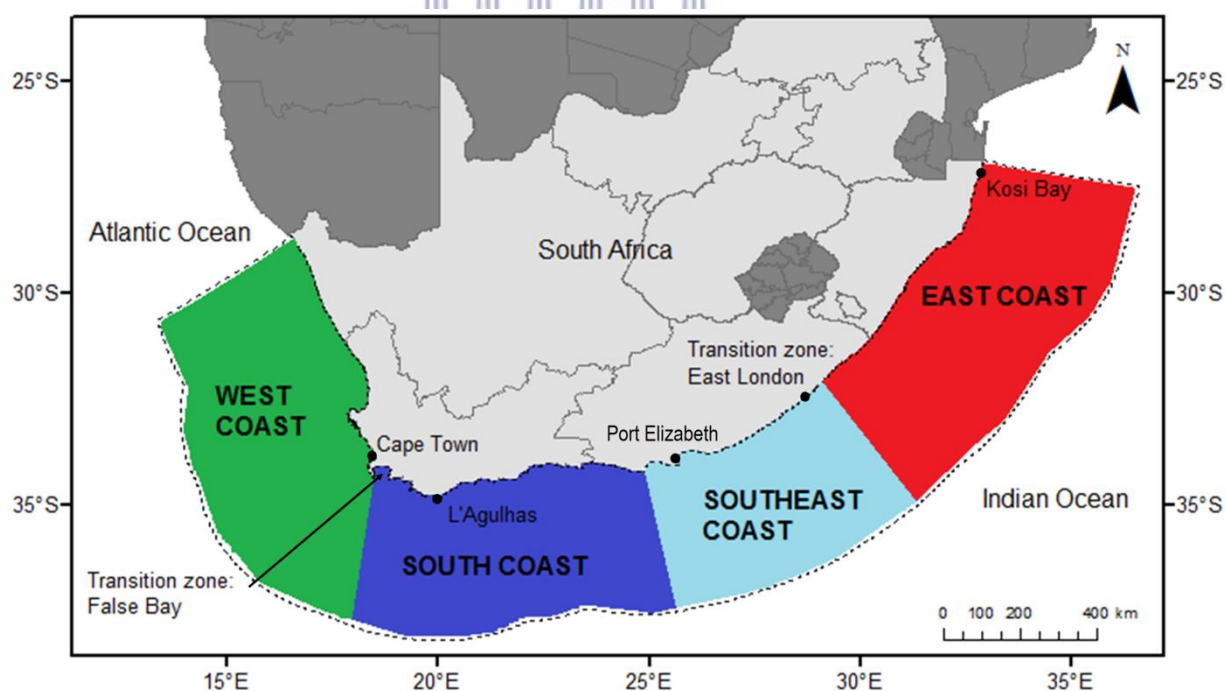 25°S
25°S
N
Kosi Bay
Atlantic Ocean
South Africa
30°S
30°S
EAST COAST
Transition zone:
East London
WEST
COAST
Port Elizabeth
Cape Town
35°S
35°S
L'Agulhas
SOUTHEAST
COAST
Indian Ocean
SOUTH COAST
Transition zone:
False Bay
0 100 200 400 km
15°E
20°E
25°E
30°E
35°E